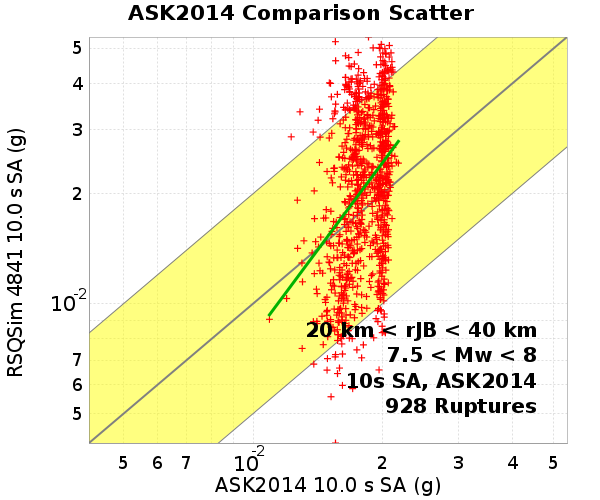 ASK2014 Comparison Scatter
RSQSim 4841 10.0 s SA (g)
5
4
3
2
10-2
7
6
5
20 km < rJB < 40 km
7.5 < Mw < 8
10s SA, ASK2014
928 Ruptures
5 6 7 10-2 2 3 4 5
ASK2014 10.0 s SA (g)